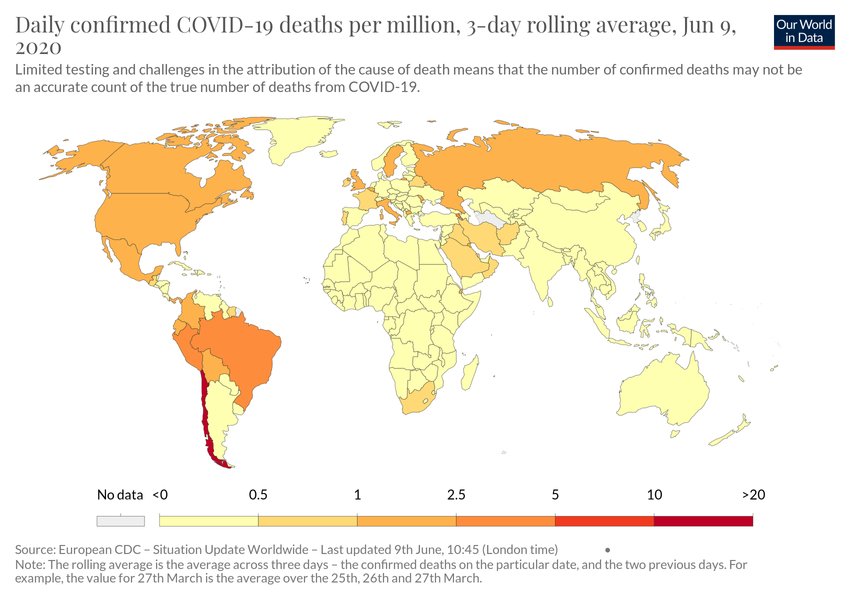 Daily confirmed COVID-19 deaths per million, 3-day rolling average, Jun 9,
2020
Our World
in Data
Limited testing and challenges in the attribution of the cause of death means that the number of confirmed deaths may not be
an accurate count of the true number of deaths from COVID-19.
No data <0 0.5 1 2.5 5 10 >20
Source: European CDC – Situation Update Worldwide – Last updated 9th June, 10:45 (London time)
Note: The rolling average is the average across three days – the confirmed deaths on the particular date, and the two previous days. For
example, the value for 27th March is the average over the 25th, 26th and 27th March.